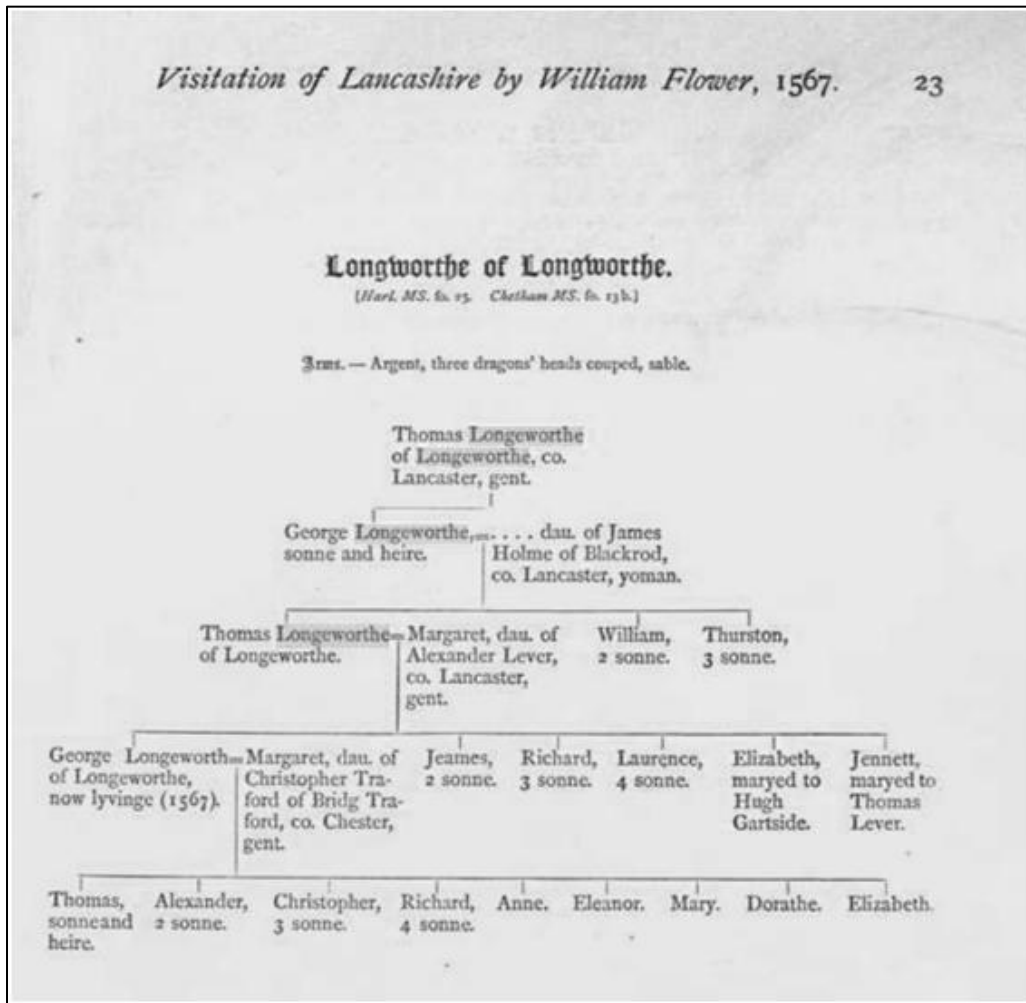 Visitation of Lancashire by William Flower, 1567. 23
Longworthe of Longworthe.
(Harl. MS. fo. 15. Chetham MS. fo. 13b.)
Arms. — Argent, three dragons' heads couped, sable.
Thomas Longeworthe
of Longeworthe, co.
Lancaster, gent.
George Longeworthe,=. . . . dau. of James
sonne and heire. Holme of Blackrod,
co. Lancaster, yoman.
Thomas Longeworthe=Margaret, dau. of William, Thurston,
of Longeworthe. Alexander Lever, 2 sonne. 3 sonne.
co. Lancaster,
gent.
George Longeworth=Margaret, dau. of Jeames, Richard, Laurence, Elizabeth, Jennett,
of Longeworthe, Christopher Tra- 2 sonne. 3 sonne. 4 sonne. maryed to maryed to
now lyvinge (1567). ford of Bridg Tra- Hugh Thomas
ford, co. Chester, Gartside. Lever.
gent.
Thomas, Alexander, Christopher, Richard, Anne. Eleanor. Mary. Dorathe. Elizabeth.
sonne and 2 sonne. 3 sonne. 4 sonne.
heire.